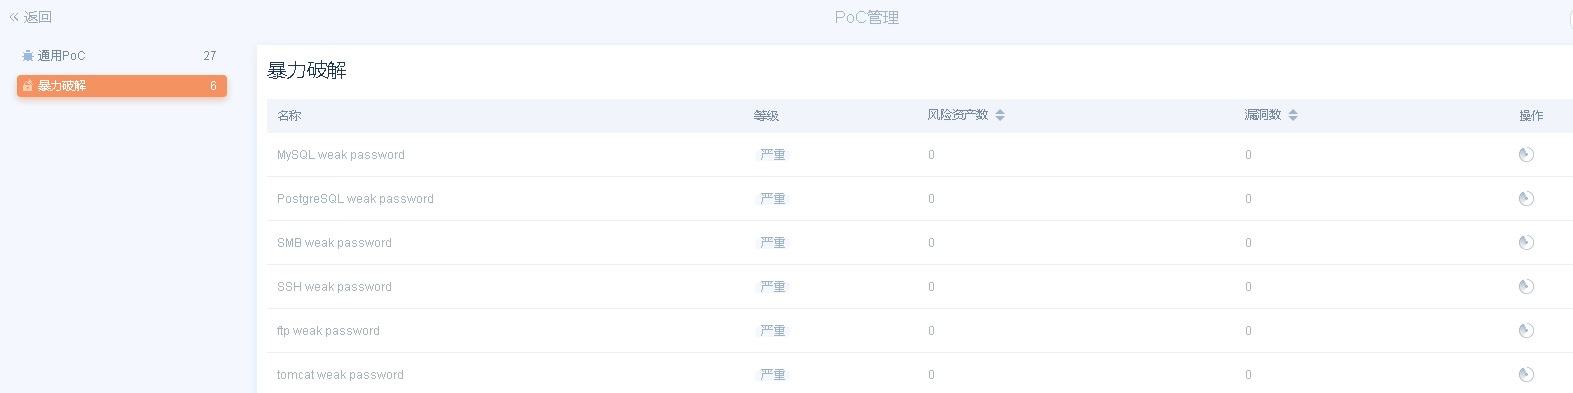 返回
PoC管理
通用PoC 27
暴力破解 6
暴力破解
名称 等级 风险资产数 漏洞数 操作
MySQL weak password 严重 0 0
PostgreSQL weak password 严重 0 0
SMB weak password 严重 0 0
SSH weak password 严重 0 0
ftp weak password 严重 0 0
tomcat weak password 严重 0 0